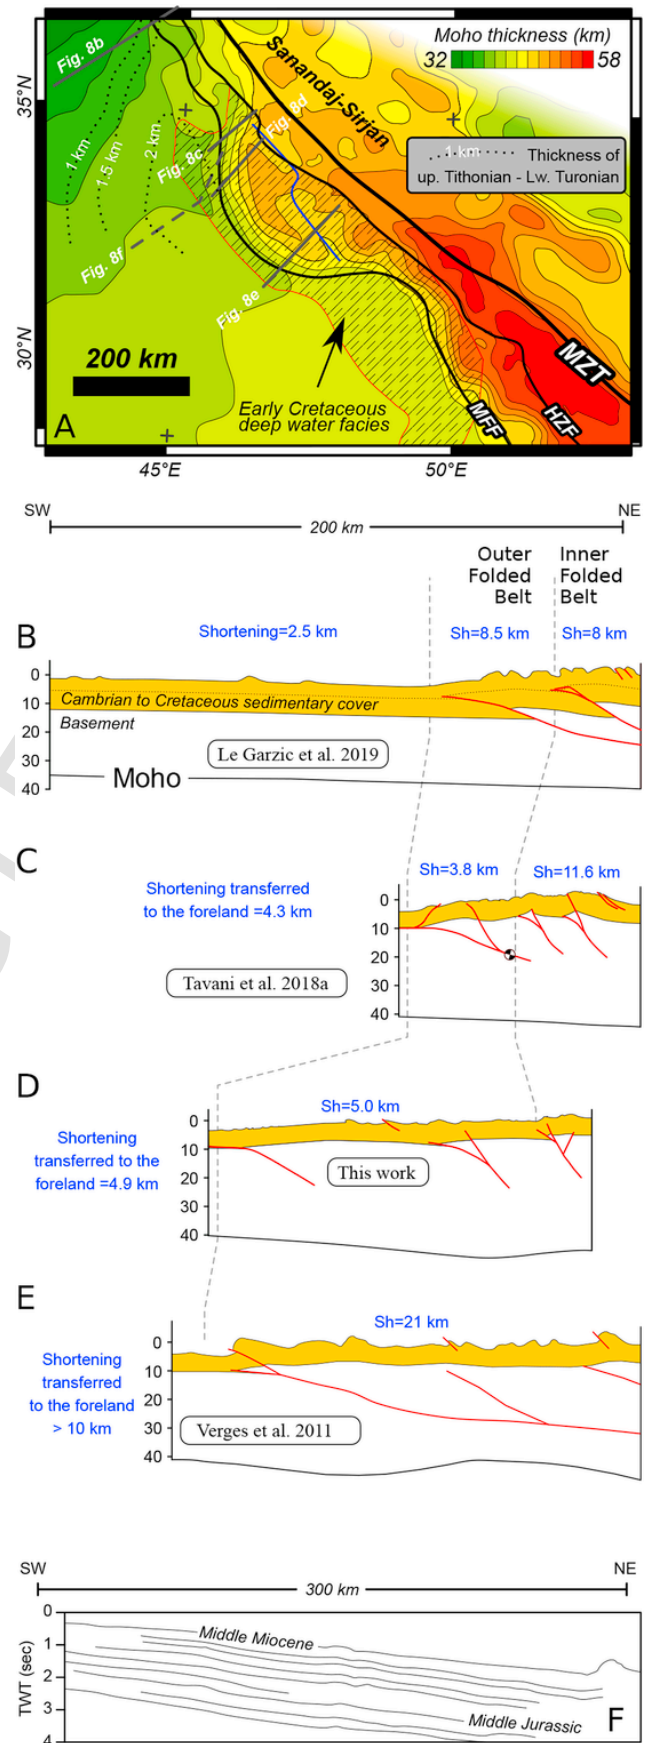 Moho thickness (km)
32
58
Fig. 8b
Sanandaj-Sirjan
35°N
1 km
1.5 km
2 km
Fig. 8c
Fig. 8d
1 km
Thickness of
up. Tithonian - Lw. Turonian
Fig. 8f
Fig. 8e
30°N
200 km
MZT
Early Cretaceous
deep water facies
A
MFF
HZF
45°E
50°E
SW
NE
200 km
Outer
Folded
Belt
Inner
Folded
Belt
B
Shortening=2.5 km
Sh=8.5 km
Sh=8 km
0
10
20
30
40
Cambrian to Cretaceous sedimentary cover
Basement
Le Garzic et al. 2019
Moho
C
Sh=3.8 km
Sh=11.6 km
Shortening transferred
to the foreland =4.3 km
0
10
20
30
40
Tavani et al. 2018a
D
Sh=5.0 km
Shortening
transferred to the
foreland =4.9 km
0
10
20
30
40
This work
E
Sh=21 km
Shortening
transferred
to the foreland
> 10 km
0
10
20
30
40
Verges et al. 2011
SW
NE
300 km
0
1
2
3
4
TWT (sec)
Middle Miocene
Middle Jurassic
F